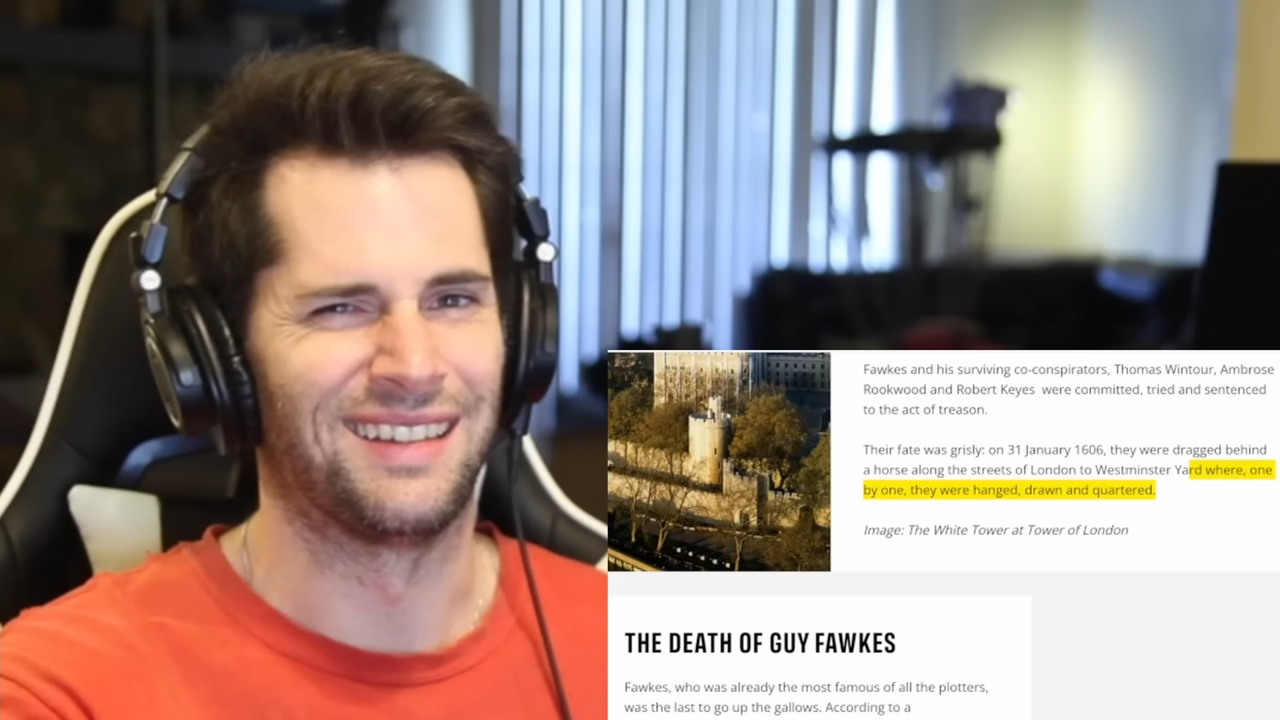 Fawkes and his surviving co-conspirators, Thomas Wintour, Ambrose
Rookwood and Robert Keyes were committed, tried and sentenced
to the act of treason.
Their fate was grisly: on 31 January 1606, they were dragged behind
a horse along the streets of London to Westminster Yard where, one
by one, they were hanged, drawn and quartered.
Image: The White Tower at Tower of London
THE DEATH OF GUY FAWKES
Fawkes, who was already the most famous of all the plotters,
was the last to go up the gallows. According to a